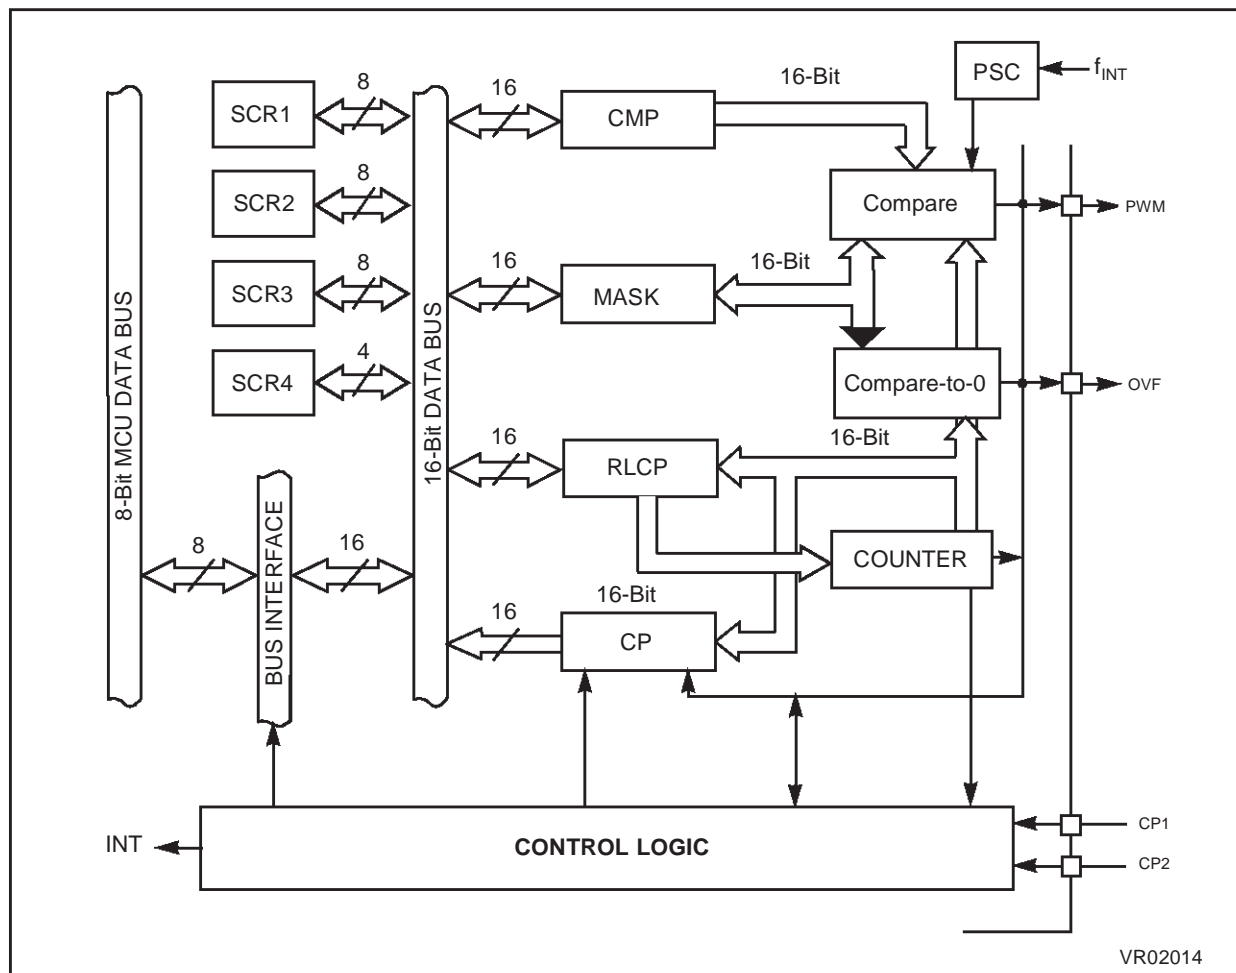 PSC
fINT
16-Bit
8
16
SCR1
CMP
8
SCR2
Compare
PWM
8
16
16-Bit
SCR3
MASK
4
SCR4
Compare-to-0
OVF
8-Bit MCU DATA BUS
16-Bit DATA BUS
16-Bit
16
RLCP
BUS INTERFACE
8
16
COUNTER
16-Bit
16
CP
INT
CONTROL LOGIC
CP1
CP2
VR02014